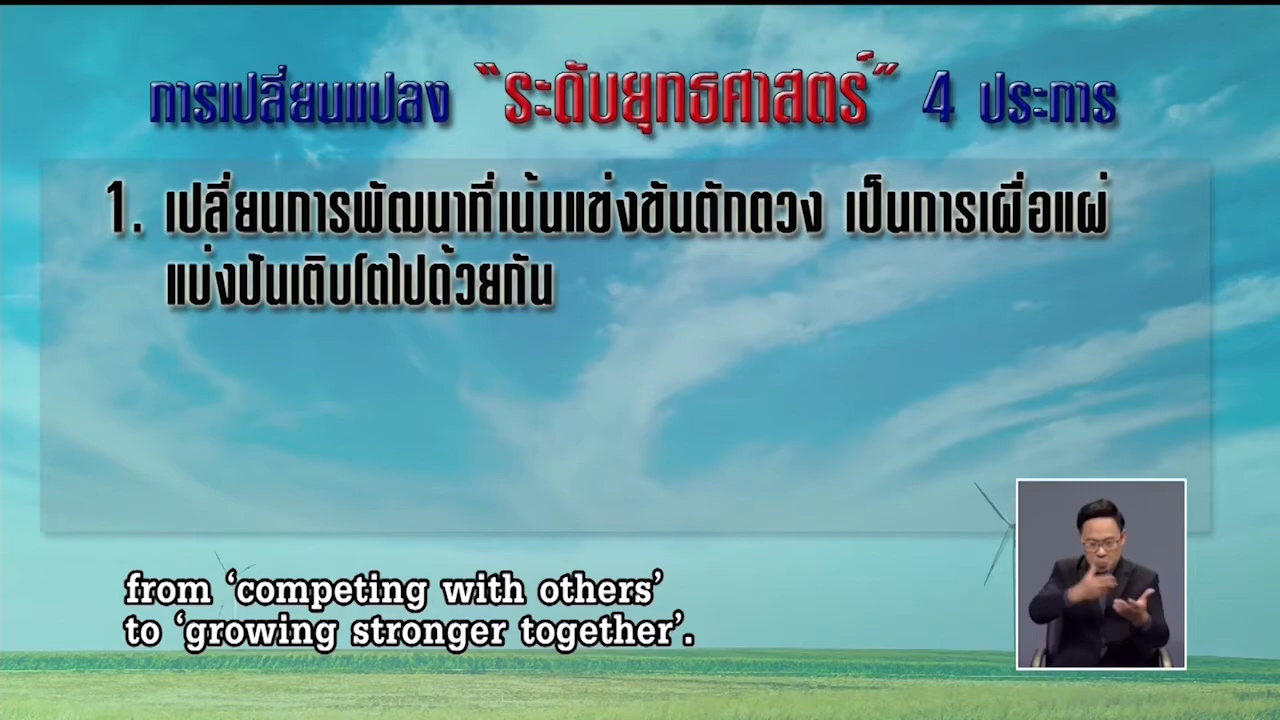 การเปลี่ยนแปลง “ระดับยุทธศาสตร์” 4 ประการ
1. เปลี่ยนการพัฒนาที่เน้นแข่งขันตักตวง เป็นการเผื่อแผ่
แบ่งปันเติบโตไปด้วยกัน
from ‘competing with others’
to ‘growing stronger together’.